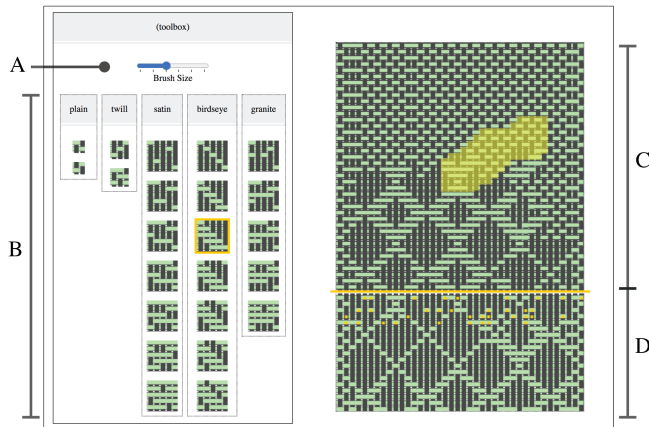 (toolbox)
A
Brush Size
plain twill satin birdseye granite
B
C
D